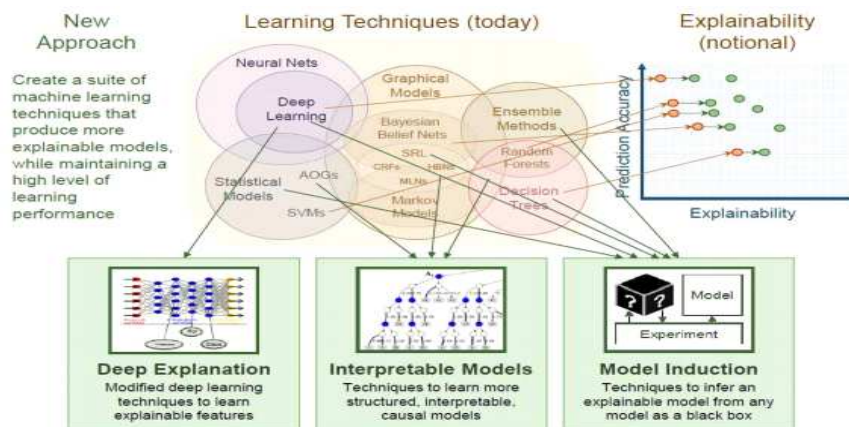 New
Approach
Create a suite of
machine learning
techniques that
produce more
explainable models,
while maintaining a
high level of
learning
performance
Learning Techniques (today)
Neural Nets
Deep
Learning
Graphical
Models
Bayesian
Belief Nets
SRL
CRFs
HBNs
MLNs
Markov
Models
Ensemble
Methods
Random
Forests
Decision
Trees
Statistical
Models
AOGs
SVMs
Explainability
(notional)
Prediction Accuracy
Explainability
Deep Explanation
Modified deep learning
techniques to learn
explainable features
Interpretable Models
Techniques to learn more
structured, interpretable,
causal models
?
?
Model
Experiment
Model Induction
Techniques to infer an
explainable model from any
model as a black box